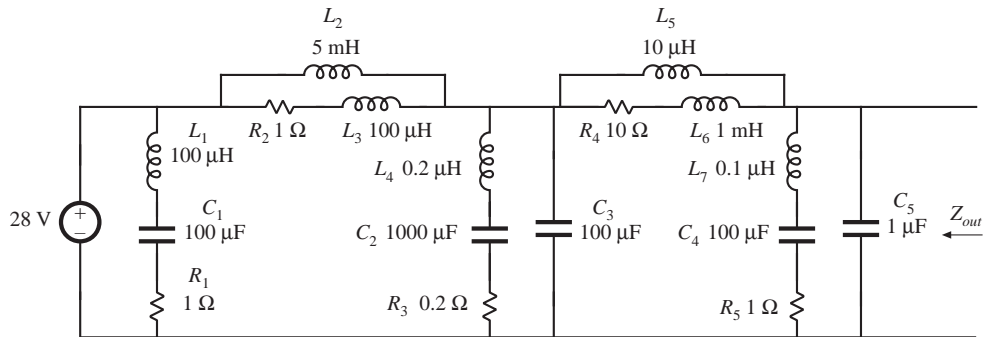 L2
5 mH
L5
10 µH
R2 1 Ω
L3 100 µH
R4 10 Ω
L6 1 mH
L1
100 µH
L4 0.2 µH
L7 0.1 µH
28 V
+
−
C1
100 µF
C2 1000 µF
C3
100 µF
C4 100 µF
C5
1 µF
Zout
R1
1 Ω
R3 0.2 Ω
R5 1 Ω